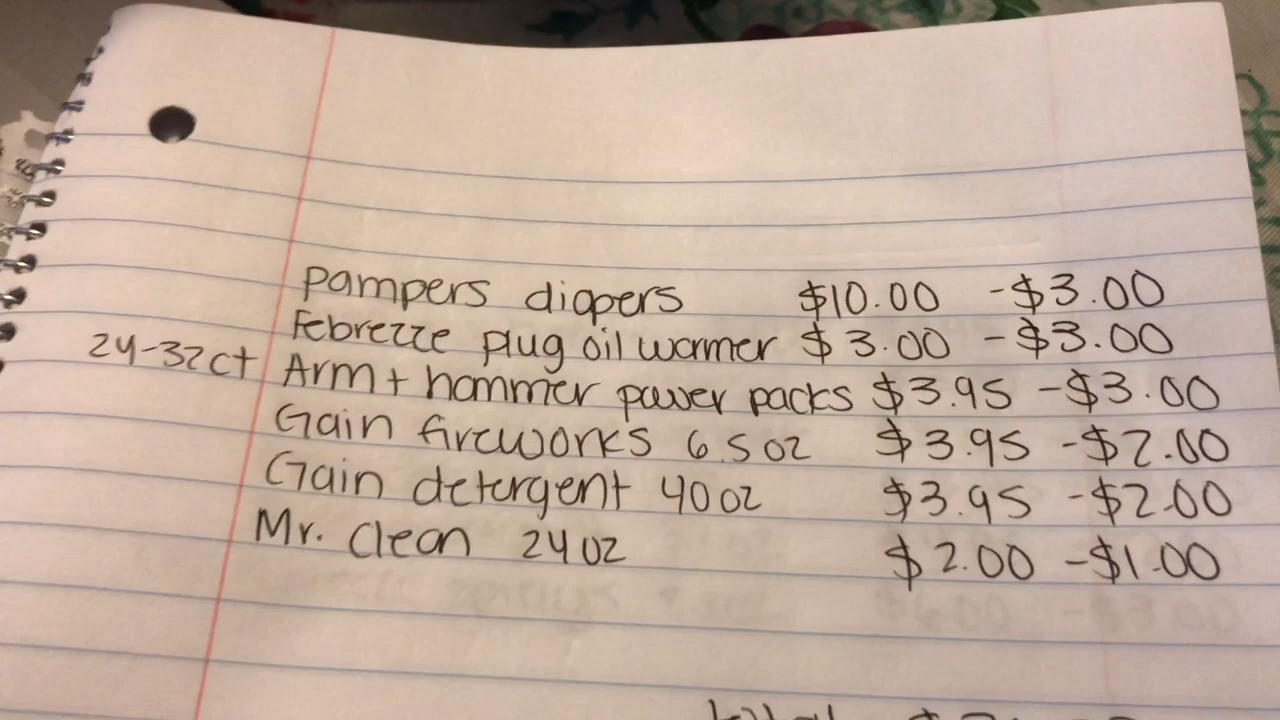 pampers diapers $10.00 -$3.00
Febrezze plug oil warmer $3.00 -$3.00
24-32ct Arm + hammer power packs $3.95 -$3.00
Gain fireworks 6.5oz $3.95 -$2.00
Gain detergent 40oz $3.95 -$2.00
Mr. Clean 24oz $2.00 -$1.00